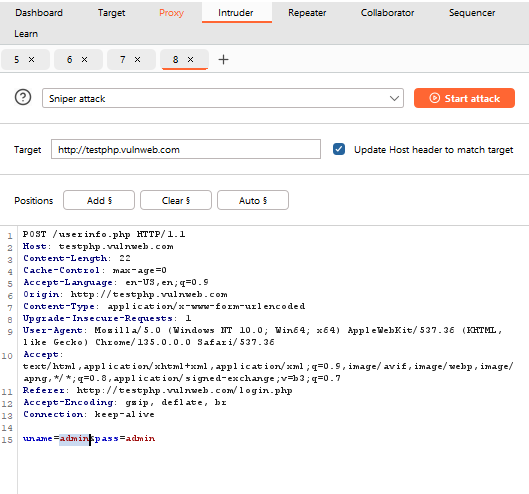 Dashboard Target Proxy Intruder Repeater Collaborator Sequencer
Learn
5 × 6 × 7 × 8 × +
? Sniper attack Start attack
Target http://testphp.vulnweb.com Update Host header to match target
Positions Add § Clear § Auto §
1 POST /userinfo.php HTTP/1.1
2 Host: testphp.vulnweb.com
3 Content-Length: 22
4 Cache-Control: max-age=0
5 Accept-Language: en-US,en;q=0.9
6 Origin: http://testphp.vulnweb.com
7 Content-Type: application/x-www-form-urlencoded
8 Upgrade-Insecure-Requests: 1
9 User-Agent: Mozilla/5.0 (Windows NT 10.0; Win64; x64) AppleWebKit/537.36 (KHTML,
like Gecko) Chrome/135.0.0.0 Safari/537.36
10 Accept:
text/html,application/xhtml+xml,application/xml;q=0.9,image/avif,image/webp,image/
apng,*/*;q=0.8,application/signed-exchange;v=b3;q=0.7
11 Referer: http://testphp.vulnweb.com/login.php
12 Accept-Encoding: gzip, deflate, br
13 Connection: keep-alive
14
15 uname=admin&pass=admin